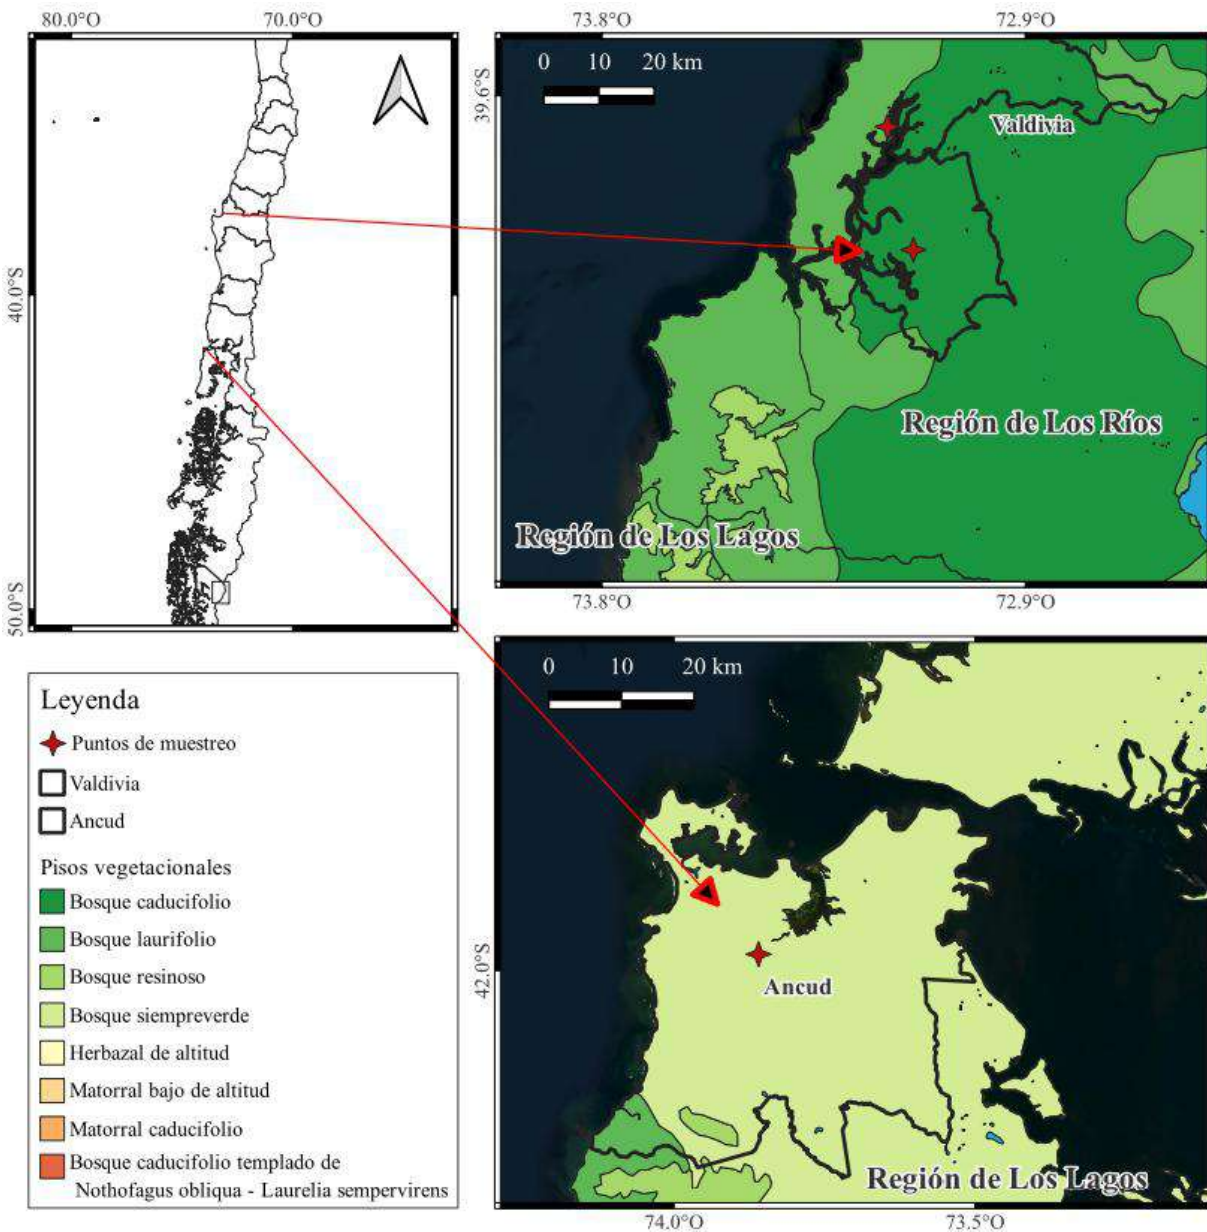 80.0°O
70.0°O
40.0°S
50.0°S
73.8°O
72.9°O
0 10 20 km
39.6°S
Valdivia
Región de Los Ríos
Región de Los Lagos
73.8°O
72.9°O
Leyenda
Puntos de muestreo
Valdivia
Ancud
Pisos vegetacionales
Bosque caducifolio
Bosque laurifolio
Bosque resinoso
Bosque siempreverde
Herbazal de altitud
Matorral bajo de altitud
Matorral caducifolio
Bosque caducifolio templado de
Nothofagus obliqua - Laurelia sempervirens
0 10 20 km
42.0°S
Ancud
Región de Los Lagos
74.0°O
73.5°O